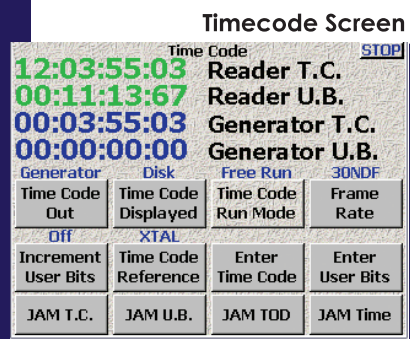 Timecode Screen
Time Code STOP
12:03:55:03 Reader T.C.
00:11:13:67 Reader U.B.
00:03:55:03 Generator T.C.
00:00:00:00 Generator U.B.
Generator Disk Free Run 30NDF
Time Code Time Code Time Code Frame
Out Displayed Run Mode Rate
Off XTAL
Increment Time Code Enter Enter
User Bits Reference Time Code User Bits
JAM T.C. JAM U.B. JAM TOD JAM Time